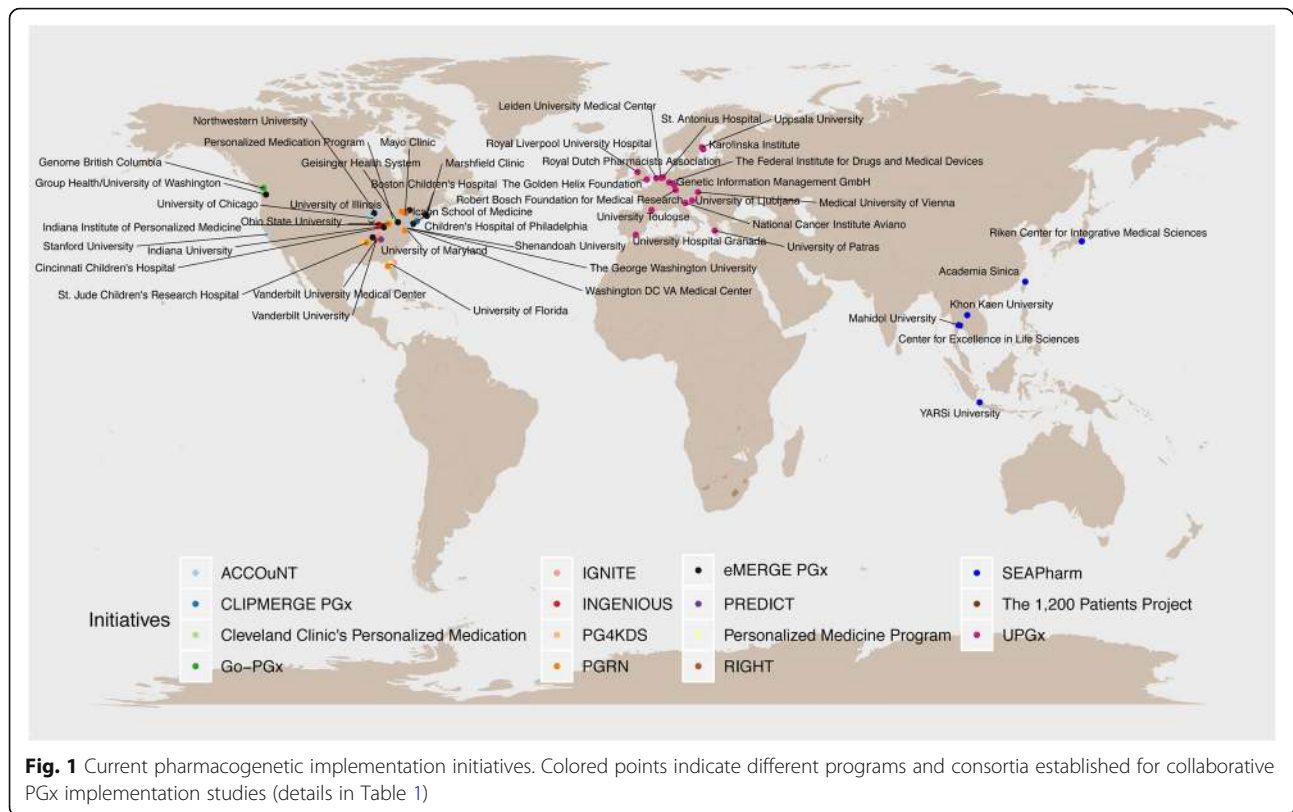 Leiden University Medical Center
St. Antonius Hospital
Uppsala University
Northwestern University
Personalized Medication Program
Mayo Clinic
Royal Liverpool University Hospital
Karolinska Institute
Genome British Columbia
Geisinger Health System
Marshfield Clinic
Royal Dutch Pharmacists Association
The Federal Institute for Drugs and Medical Devices
Group Health/University of Washington
Boston Children's Hospital
The Golden Helix Foundation
Genetic Information Management GmbH
University of Chicago
University of Illinois
Robert Bosch Foundation for Medical Research
University of Ljubljana
Medical University of Vienna
Indiana Institute of Personalized Medicine
Ohio State University
School of Medicine
Children's Hospital of Philadelphia
University Toulouse
National Cancer Institute Aviano
Riken Center for Integrative Medical Sciences
Stanford University
Indiana University
University of Maryland
Shenandoah University
University Hospital Granada
University of Patras
Cincinnati Children's Hospital
The George Washington University
Academia Sinica
St. Jude Children's Research Hospital
Vanderbilt University Medical Center
Washington DC VA Medical Center
Khon Kaen University
Vanderbilt University
University of Florida
Mahidol University
Center for Excellence in Life Sciences
YARSi University
Initiatives
ACCOuNT
CLIPMERGE PGx
Cleveland Clinic's Personalized Medication
Go−PGx
IGNITE
INGENIOUS
PG4KDS
PGRN
eMERGE PGx
PREDICT
Personalized Medicine Program
RIGHT
SEAPharm
The 1,200 Patients Project
UPGx
Fig. 1 Current pharmacogenetic implementation initiatives. Colored points indicate different programs and consortia established for collaborative
PGx implementation studies (details in Table 1)